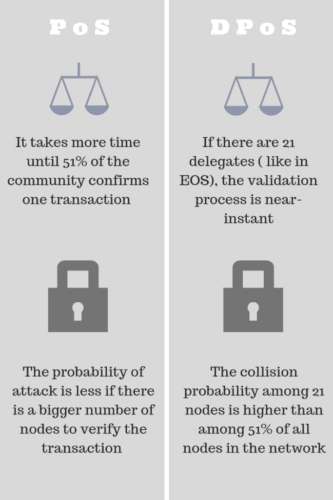 PoS
DPoS
It takes more time
until 51% of the
community confirms
one transaction
If there are 21
delegates ( like in
EOS), the validation
process is near-
instant
The probability of
attack is less if there
is a bigger number of
nodes to verify the
transaction
The collision
probability among 21
nodes is higher than
among 51% of all
nodes in the network